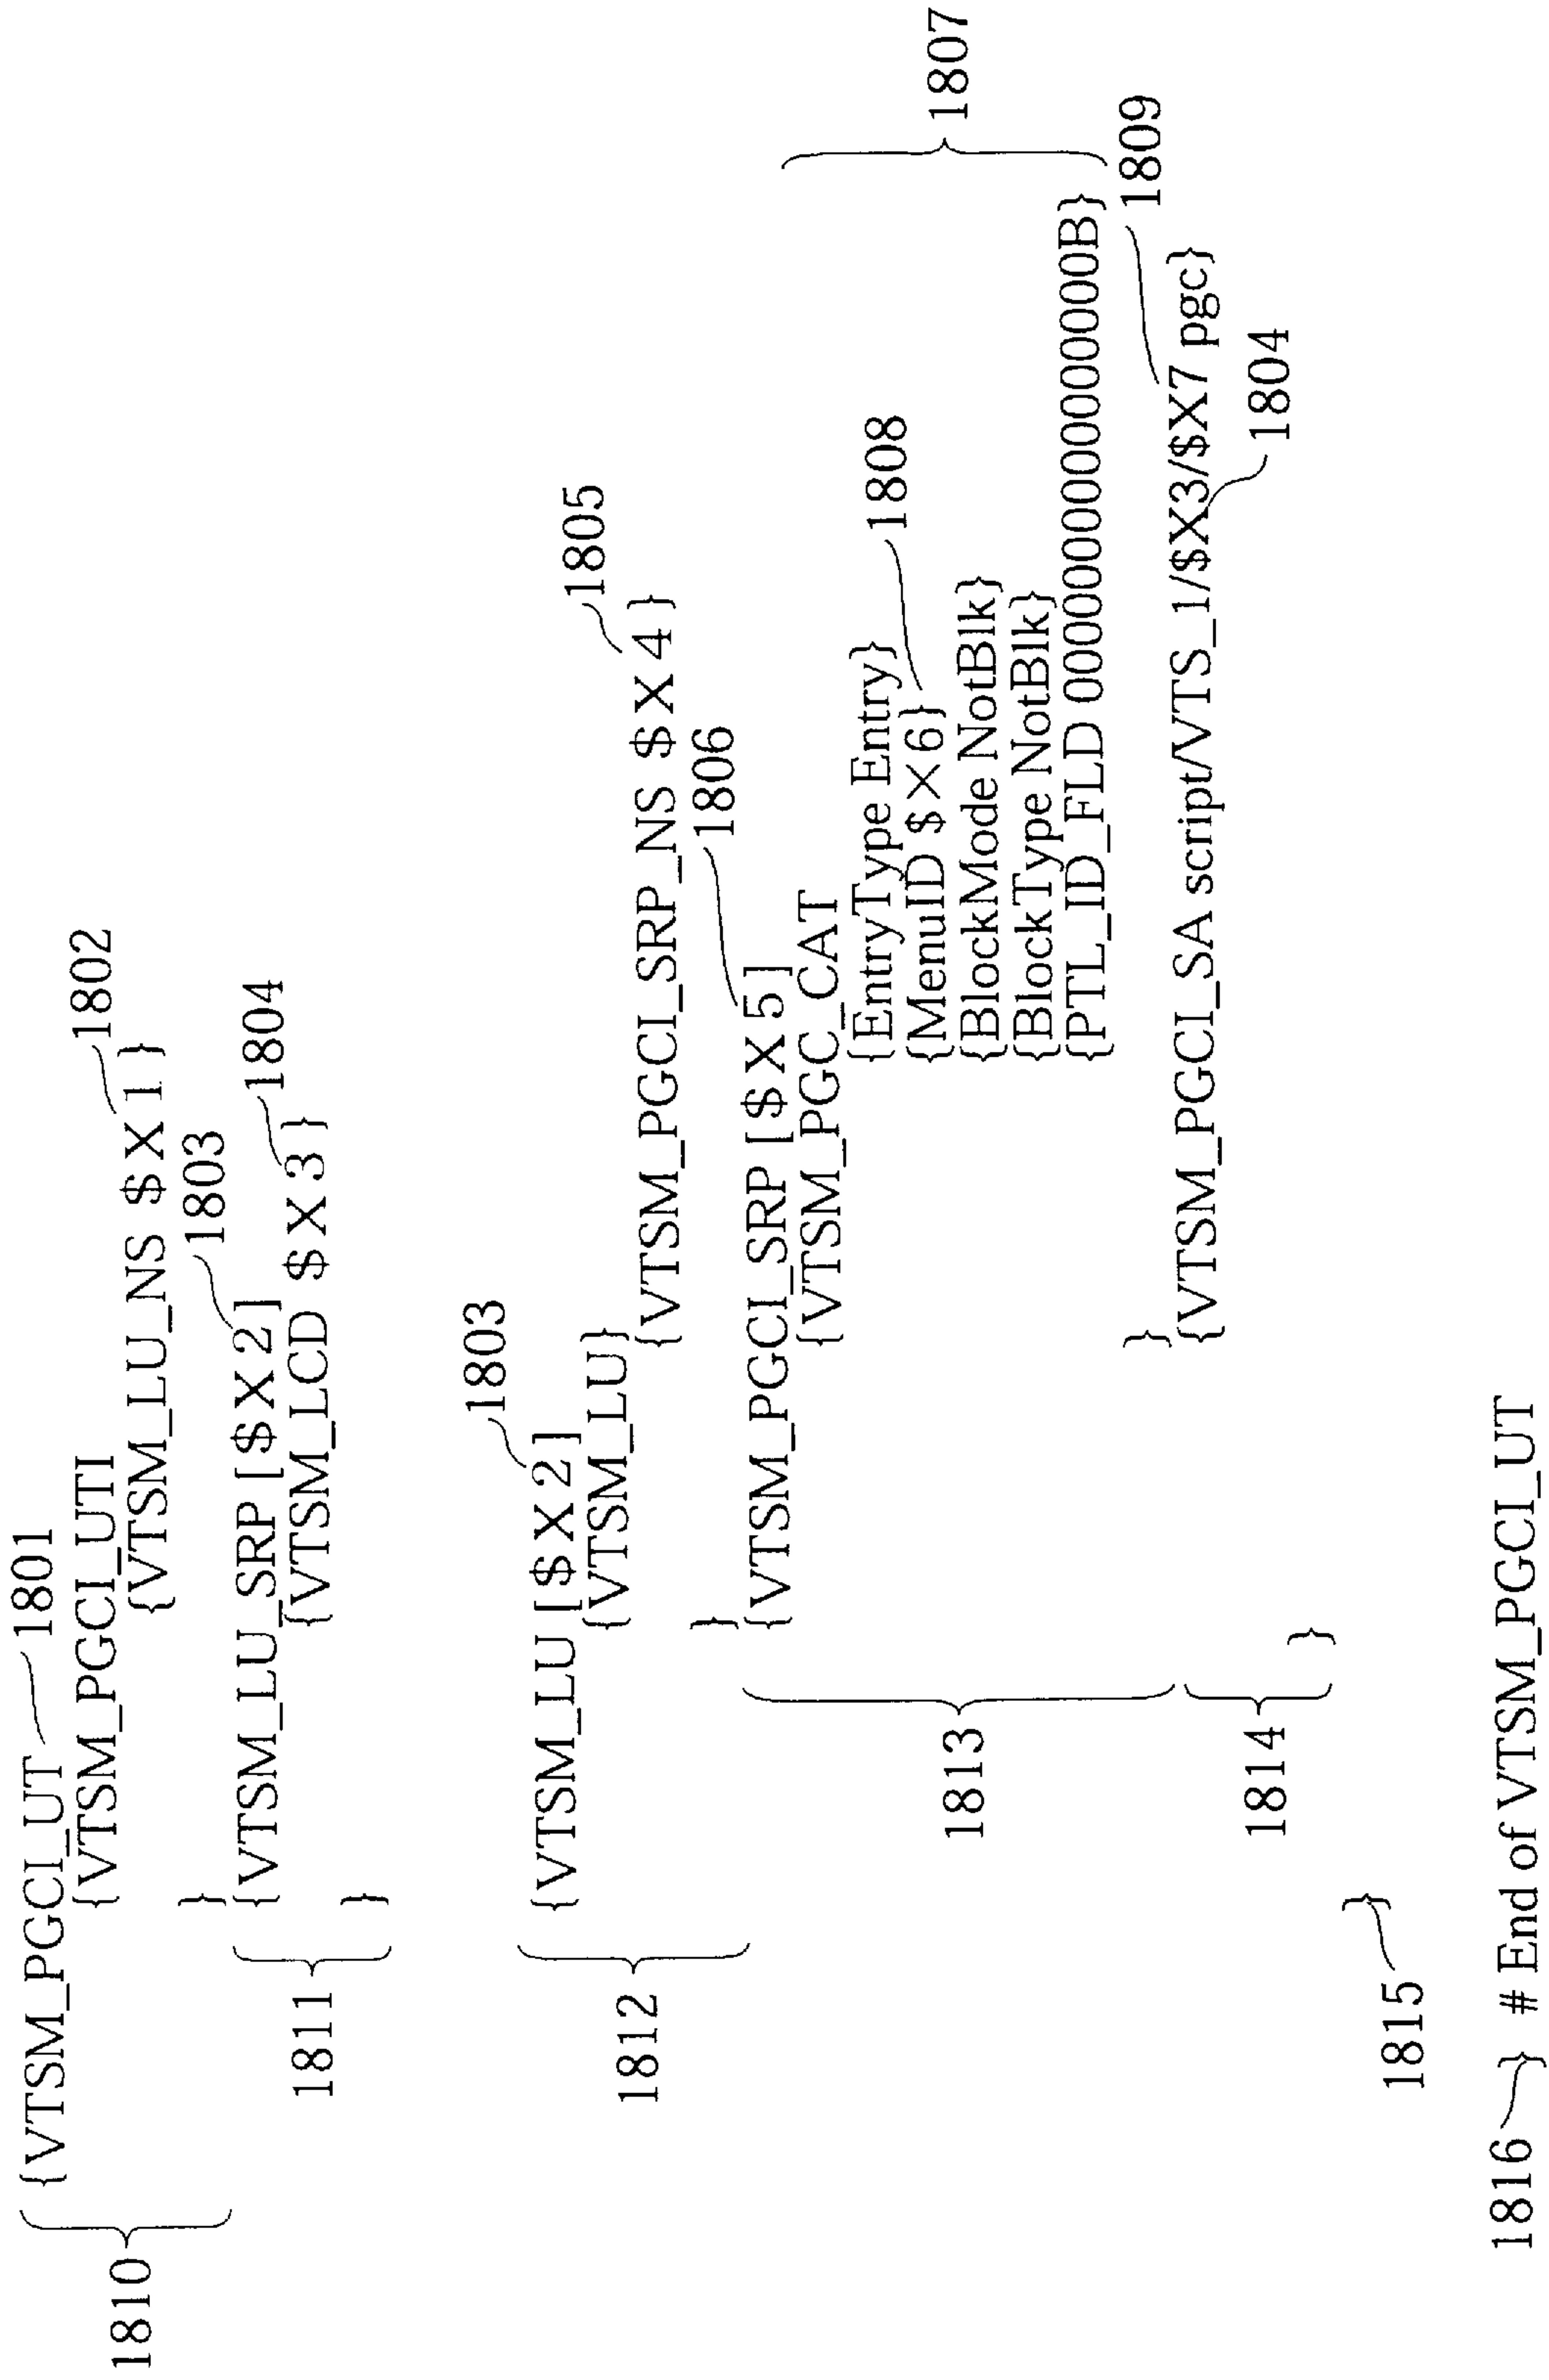 {VTSM_PGCI_UT 1801
{VTSM_PGCI_UTI 1802
{VTSM_LU_NS $X1}
1810
} 1803
{VTSM_LU_SRP [$X2] 1804
{VTSM_LCD $X3}
1811
}
1803
{VTSM_LU [$X2] 1805
{VTSM_LU}
1812
{VTSM_PGCI_SRP_NS $X4}
} 1806
{VTSM_PGCI_SRP [$X5]
{VTSM_PGC_CAT
{EntryType Entry} 1808
{MenuID $X6}
1807
{BlockMode NotBlk}
1813
{BlockType NotBlk}
{PTL_ID_FLD 0000000000000000B}
} 1809
{VTSM_PGCI_SA script/VTS_1/$X3/$X7 pgc}
1814
1804
}
}
1815
1816 } # End of VTSM_PGCI_UT